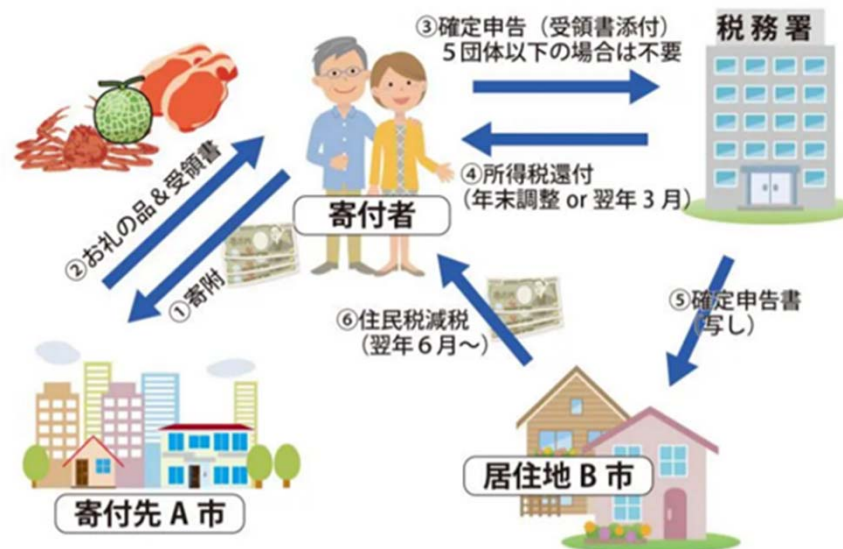 ③確定申告（受領書添付）
５団体以下の場合は不要
税務署
④所得税還付
（年末調整 or 翌年３月）
寄付者
②お礼の品＆受領書
①寄附
⑤確定申告書
（写し）
⑥住民税減税
（翌年６月～）
居住地Ｂ市
寄付先Ａ市